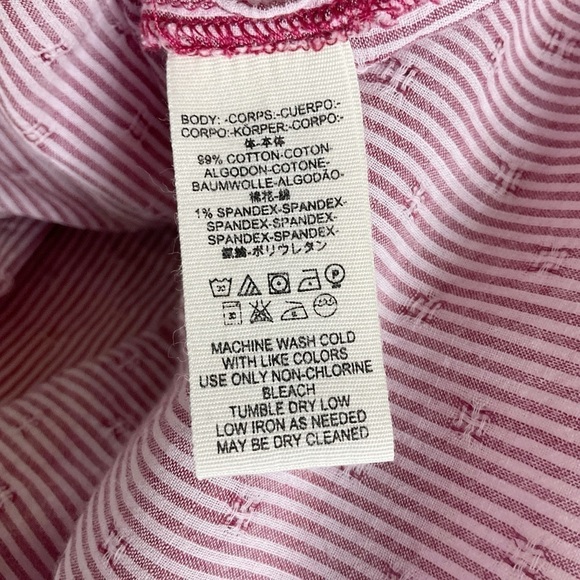 BODY: -CORPS-CUERPO:-
CORPO-KÖRPER:-CORPO:-
体-本体
99% COTTON-COTON-
ALGODON-COTONE-
BAUMWOLLE-ALGODÃO-
棉花-綿
1% SPANDEX-SPANDEX-
SPANDEX-SPANDEX-
SPANDEX-SPANDEX-
-ポリウレタン
MACHINE WASH COLD
WITH LIKE COLORS
USE ONLY NON-CHLORINE
BLEACH
TUMBLE DRY LOW
LOW IRON AS NEEDED
MAY BE DRY CLEANED